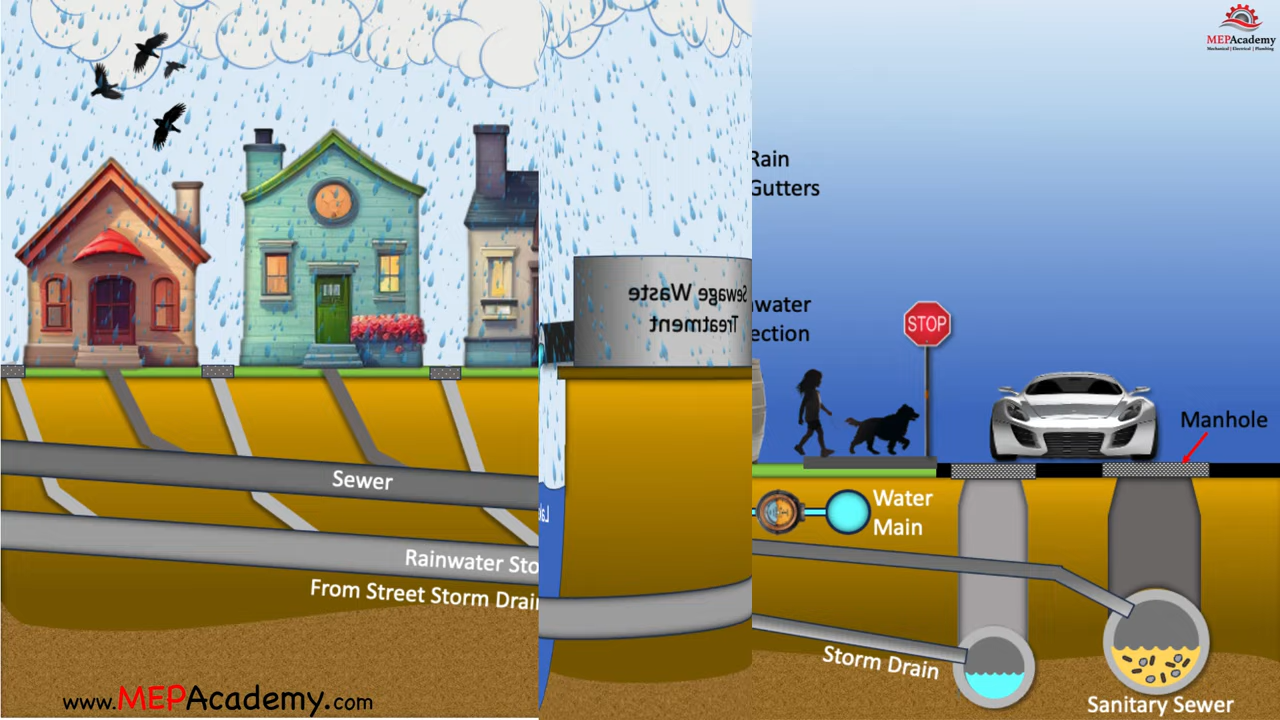 MEPAcademy
Mechanical | Electrical | Plumbing
Rain
Gutters
Sewage Waste
Treatment
water
ection
STOP
Manhole
Water
Main
Sewer
Rainwater Sto
From Street Storm Drai
Storm Drain
Sanitary Sewer
www.MEPAcademy.com